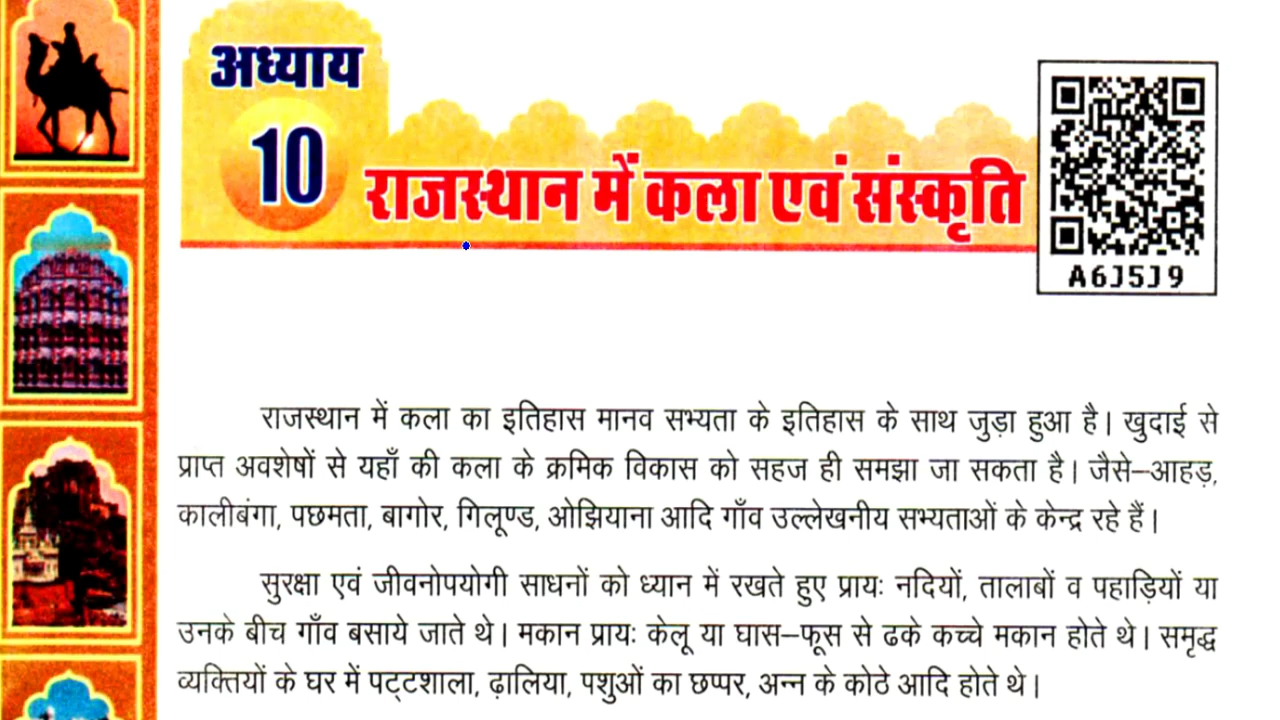 अध्याय
10
राजस्थान में कला एवं संस्कृति
A6J5J9
राजस्थान में कला का इतिहास मानव सभ्यता के इतिहास के साथ जुड़ा हुआ है। खुदाई से
प्राप्त अवशेषों से यहाँ की कला के क्रमिक विकास को सहज ही समझा जा सकता है। जैसे–आहड़,
कालीबंगा, पछमता, बागोर, गिलूण्ड, ओझियाना आदि गाँव उल्लेखनीय सभ्यताओं के केन्द्र रहे हैं।
सुरक्षा एवं जीवनोपयोगी साधनों को ध्यान में रखते हुए प्रायः नदियों, तालाबों व पहाड़ियों या
उनके बीच गाँव बसाये जाते थे। मकान प्रायः केलू या घास–फूस से ढके कच्चे मकान होते थे। समृद्ध
व्यक्तियों के घर में पट्टशाला, ढ़ालिया, पशुओं का छप्पर, अन्न के कोठे आदि होते थे।